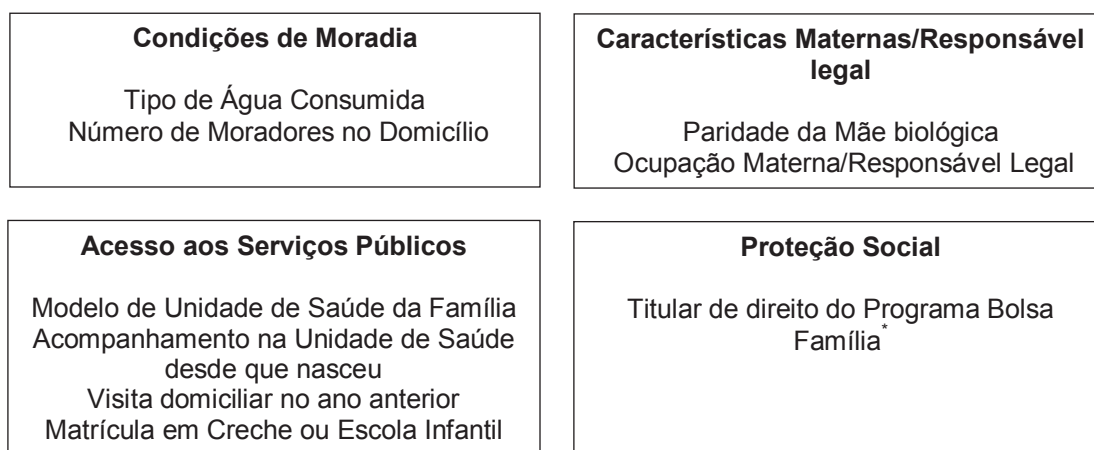 Condições de Moradia
Tipo de Água Consumida
Número de Moradores no Domicílio
Características Maternas/Responsável
legal
Paridade da Mãe biológica
Ocupação Materna/Responsável Legal
Acesso aos Serviços Públicos
Modelo de Unidade de Saúde da Família
Acompanhamento na Unidade de Saúde
desde que nasceu
Visita domiciliar no ano anterior
Matrícula em Creche ou Escola Infantil
Proteção Social
Titular de direito do Programa Bolsa
Família*